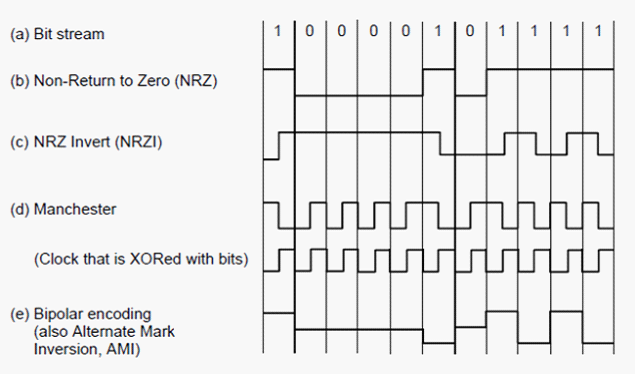 (a) Bit stream 1 0 0 0 0 1 0 1 1 1 1
(b) Non-Return to Zero (NRZ)
(c) NRZ Invert (NRZI)
(d) Manchester
(Clock that is XORed with bits)
(e) Bipolar encoding
(also Alternate Mark
Inversion, AMI)